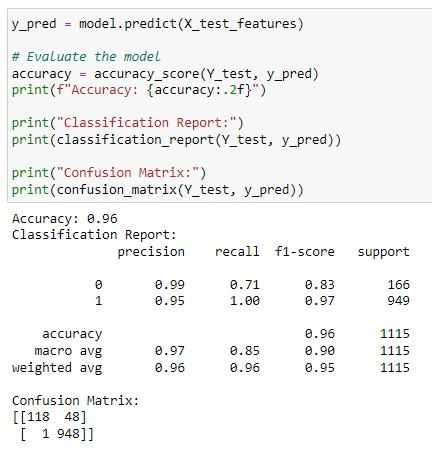 y_pred = model.predict(X_test_features)
# Evaluate the model
accuracy = accuracy_score(Y_test, y_pred)
print(f"Accuracy: {accuracy:.2f}")
print("Classification Report:")
print(classification_report(Y_test, y_pred))
print("Confusion Matrix:")
print(confusion_matrix(Y_test, y_pred))
Accuracy: 0.96
Classification Report:
precision recall f1-score support
0 0.99 0.71 0.83 166
1 0.95 1.00 0.97 949
accuracy 0.96 1115
macro avg 0.97 0.85 0.90 1115
weighted avg 0.96 0.96 0.95 1115
Confusion Matrix:
[[118 48]
[ 1 948]]